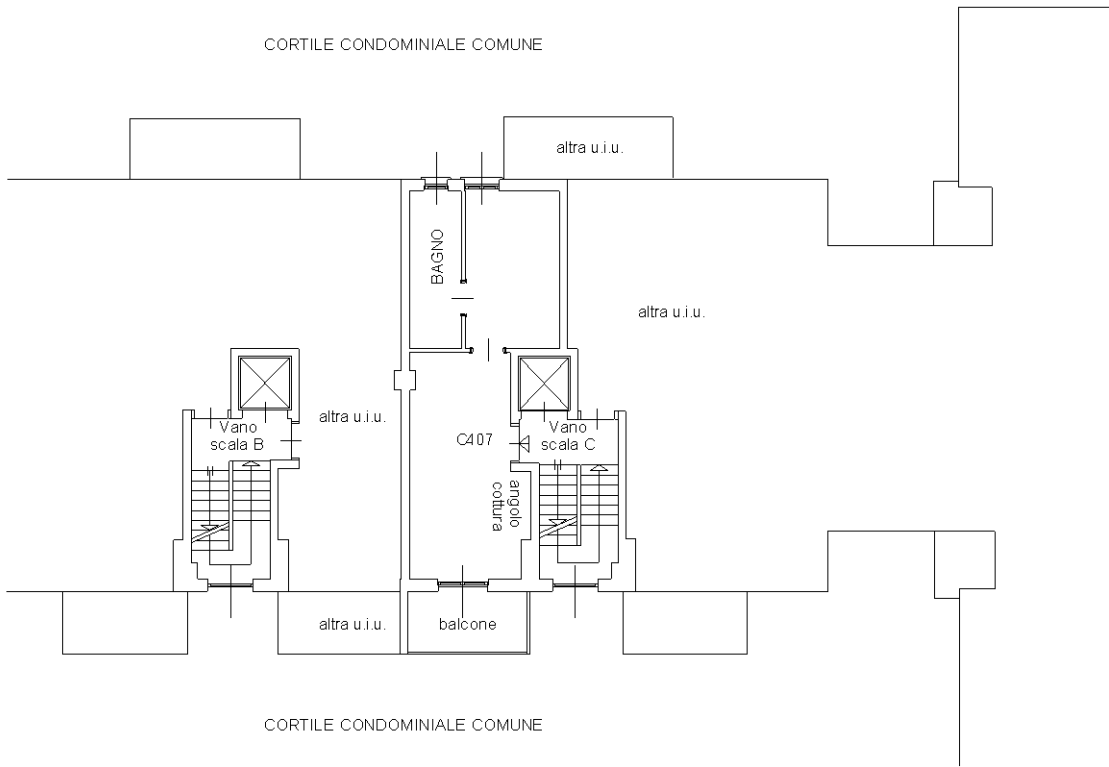 CORTILE CONDOMINIALE COMUNE
altra u.i.u.
BAGNO
altra u.i.u.
altra u.i.u.
Vano
scala B
C407
Vano
scala C
angolo
cottura
altra u.i.u.
balcone
CORTILE CONDOMINIALE COMUNE